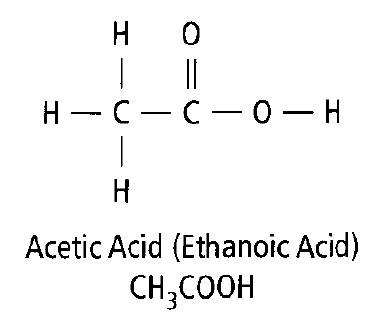 H O
| ||
H — C — C — O — H
|
H
Acetic Acid (Ethanoic Acid)
CH₃COOH